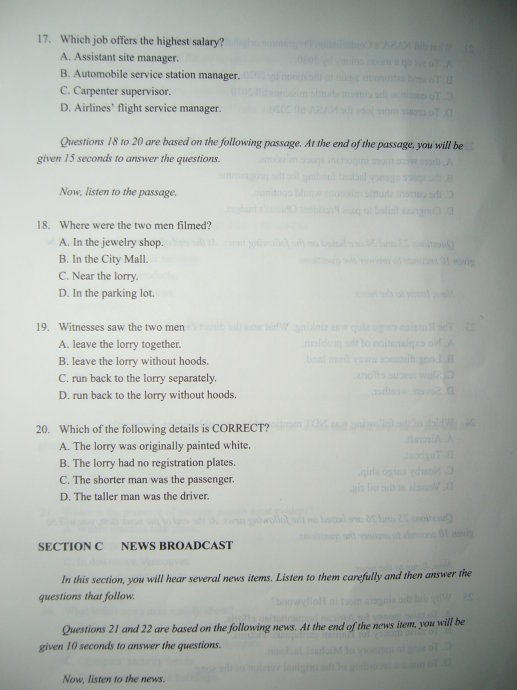 17. Which job offers the highest salary?
A. Assistant site manager.
B. Automobile service station manager.
C. Carpenter supervisor.
D. Airlines' flight service manager.
Questions 18 to 20 are based on the following passage. At the end of the passage, you will be
given 15 seconds to answer the questions.
Now, listen to the passage.
18. Where were the two men filmed?
A. In the jewelry shop.
B. In the City Mall.
C. Near the lorry.
D. In the parking lot.
19. Witnesses saw the two men
A. leave the lorry together.
B. leave the lorry without hoods.
C. run back to the lorry separately.
D. run back to the lorry without hoods.
20. Which of the following details is CORRECT?
A. The lorry was originally painted white.
B. The lorry had no registration plates.
C. The shorter man was the passenger.
D. The taller man was the driver.
SECTION C NEWS BROADCAST
In this section, you will hear several news items. Listen to them carefully and then answer the
questions that follow.
Questions 21 and 22 are based on the following news. At the end of the news item, you will be
given 10 seconds to answer the questions.
Now, listen to the news.